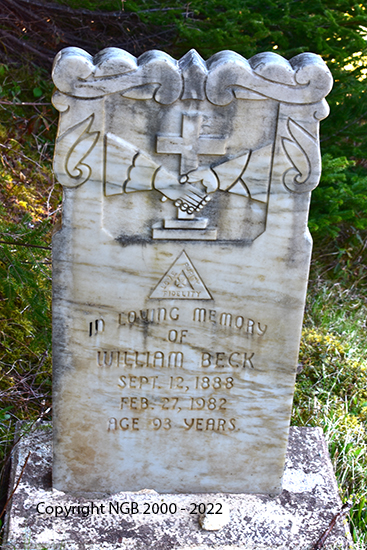 FIDELITY
IN LOVING MEMORY
OF
WILLIAM BECK
SEPT. 12, 1888
FEB. 27, 1982
AGE 93 YEARS.
Copyright NGB 2000 - 2022